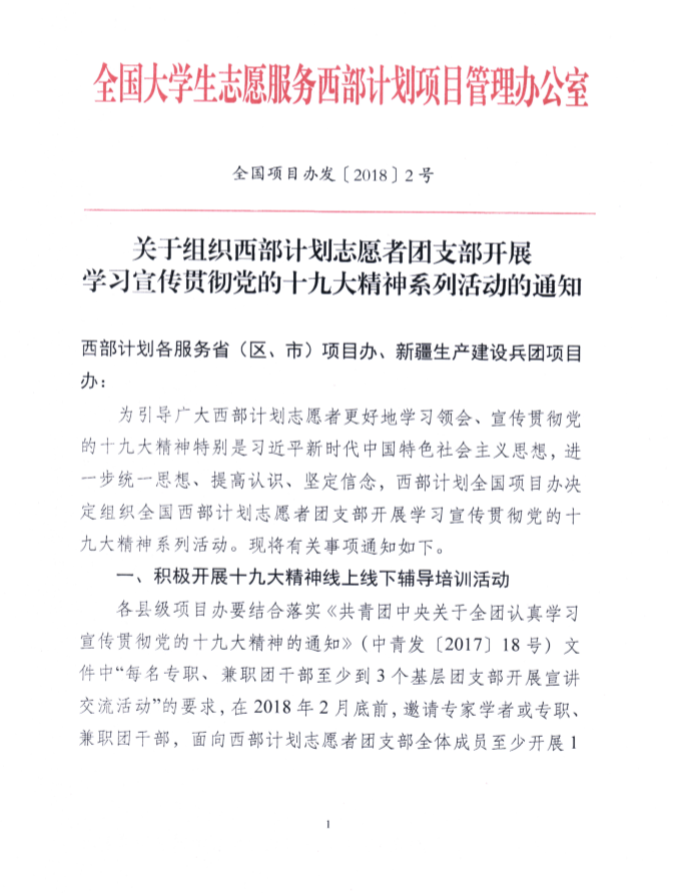 全国大学生志愿服务西部计划项目管理办公室
全国项目办发〔2018〕2号
关于组织西部计划志愿者团支部开展
学习宣传贯彻党的十九大精神系列活动的通知
西部计划各服务省（区、市）项目办、新疆生产建设兵团项目
办：
为引导广大西部计划志愿者更好地学习领会、宣传贯彻党
的十九大精神特别是习近平新时代中国特色社会主义思想，进
一步统一思想、提高认识、坚定信念，西部计划全国项目办决
定组织全国西部计划志愿者团支部开展学习宣传贯彻党的十
九大精神系列活动。现将有关事项通知如下。
一、积极开展十九大精神线上线下辅导培训活动
各县级项目办要结合落实《共青团中央关于全团认真学习
宣传贯彻党的十九大精神的通知》（中青发〔2017〕18号）文
件中“每名专职、兼职团干部至少到3个基层团支部开展宣讲
交流活动”的要求，在2018年2月底前，邀请专家学者或专职、
兼职团干部，面向西部计划志愿者团支部全体成员至少开展1
1